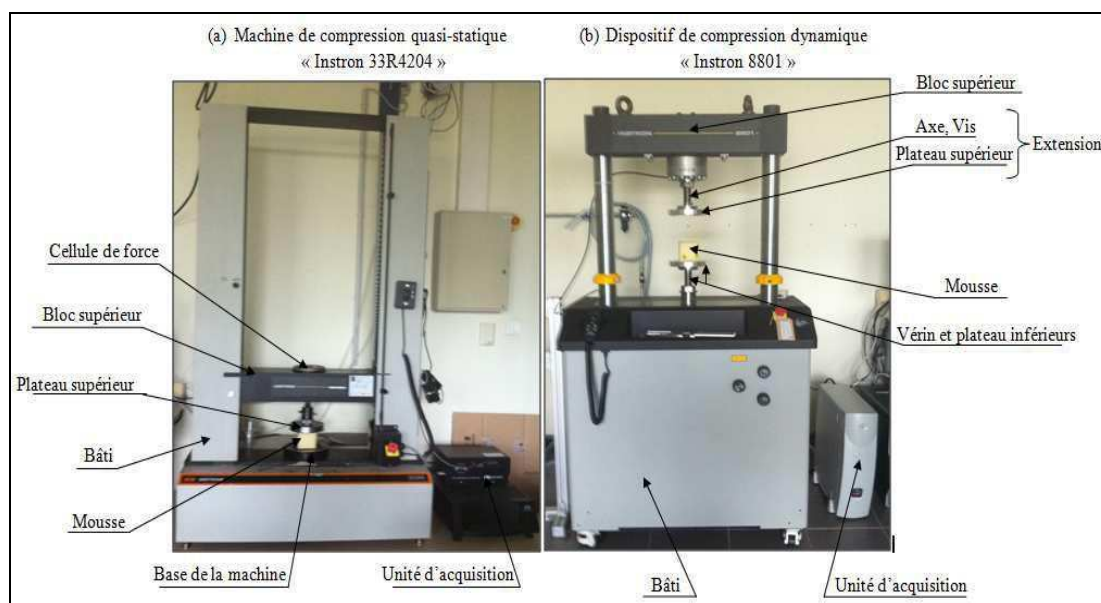 (a) Machine de compression quasi-statique
« Instron 33R4204 »
(b) Dispositif de compression dynamique
« Instron 8801 »
Cellule de force
Bloc supérieur
Plateau supérieur
Bâti
Mousse
Base de la machine
Unité d’acquisition
Bloc supérieur
Axe, Vis
Plateau supérieur
Extension
Mousse
Vérin et plateau inférieurs
Bâti
Unité d’acquisition
INSTRON
8801